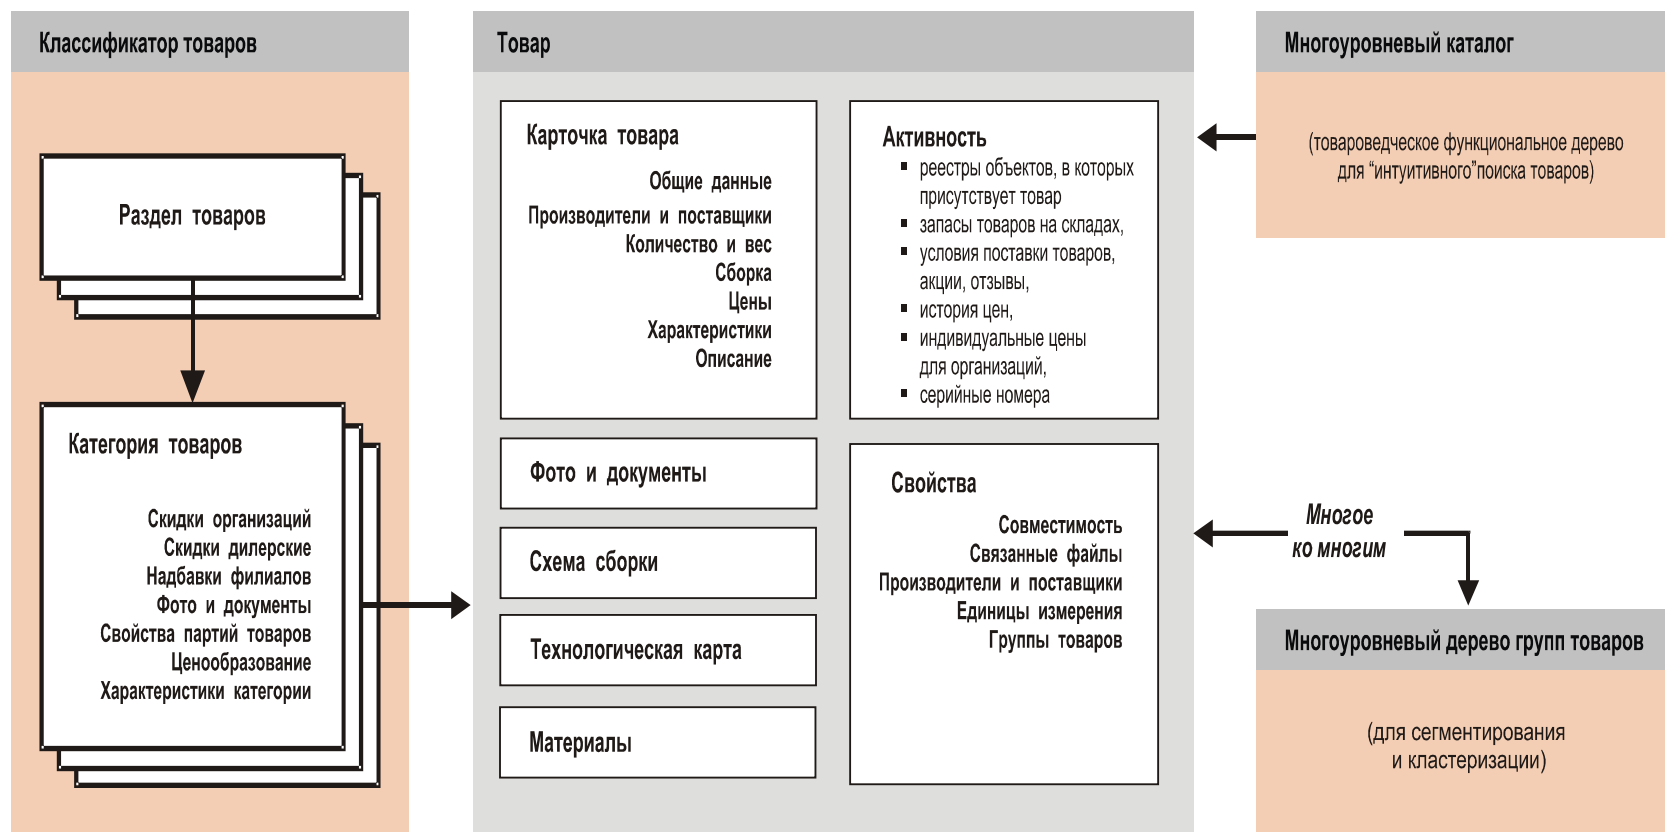 Классификатор товаров
Раздел товаров
Категория товаров
Скидки организаций
Скидки дилерские
Надбавки филиалов
Фото и документы
Свойства партий товаров
Ценообразование
Характеристики категории
Товар
Карточка товара
Общие данные
Производители и поставщики
Количество и вес
Сборка
Цены
Характеристики
Описание
Фото и документы
Схема сборки
Технологическая карта
Материалы
Активность
реестры объектов, в которых
присутствует товар
запасы товаров на складах,
условия поставки товаров,
акции, отзывы,
история цен,
индивидуальные цены
для организаций,
серийные номера
Свойства
Совместимость
Связанные файлы
Производители и поставщики
Единицы измерения
Группы товаров
Многоуровневый каталог
(товароведческое функциональное дерево
для “интуитивного”поиска товаров)
Многое
ко многим
Многоуровневый дерево групп товаров
(для сегментирования
и кластеризации)